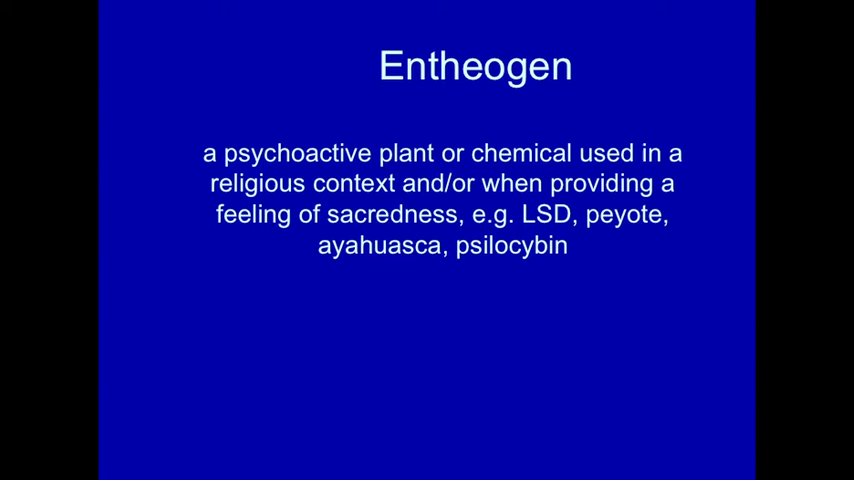 Entheogen
a psychoactive plant or chemical used in a
religious context and/or when providing a
feeling of sacredness, e.g. LSD, peyote,
ayahuasca, psilocybin